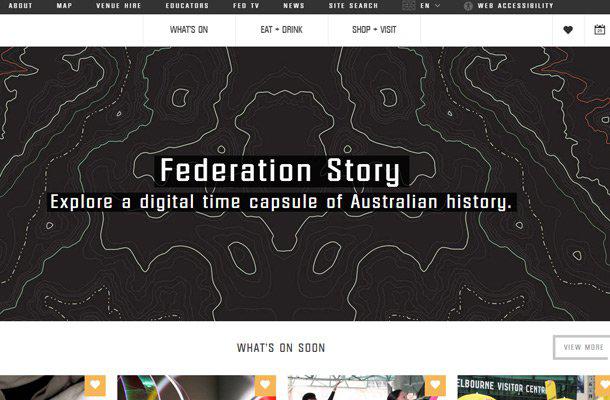 ABOUT MAP VENUE HIRE EDUCATORS FED TV NEWS SITE SEARCH EN WEB ACCESSIBILITY
WHAT'S ON EAT + DRINK SHOP + VISIT
Federation Story
Explore a digital time capsule of Australian history.
WHAT'S ON SOON
VIEW MORE
ELBOURNE VISITOR CENTR